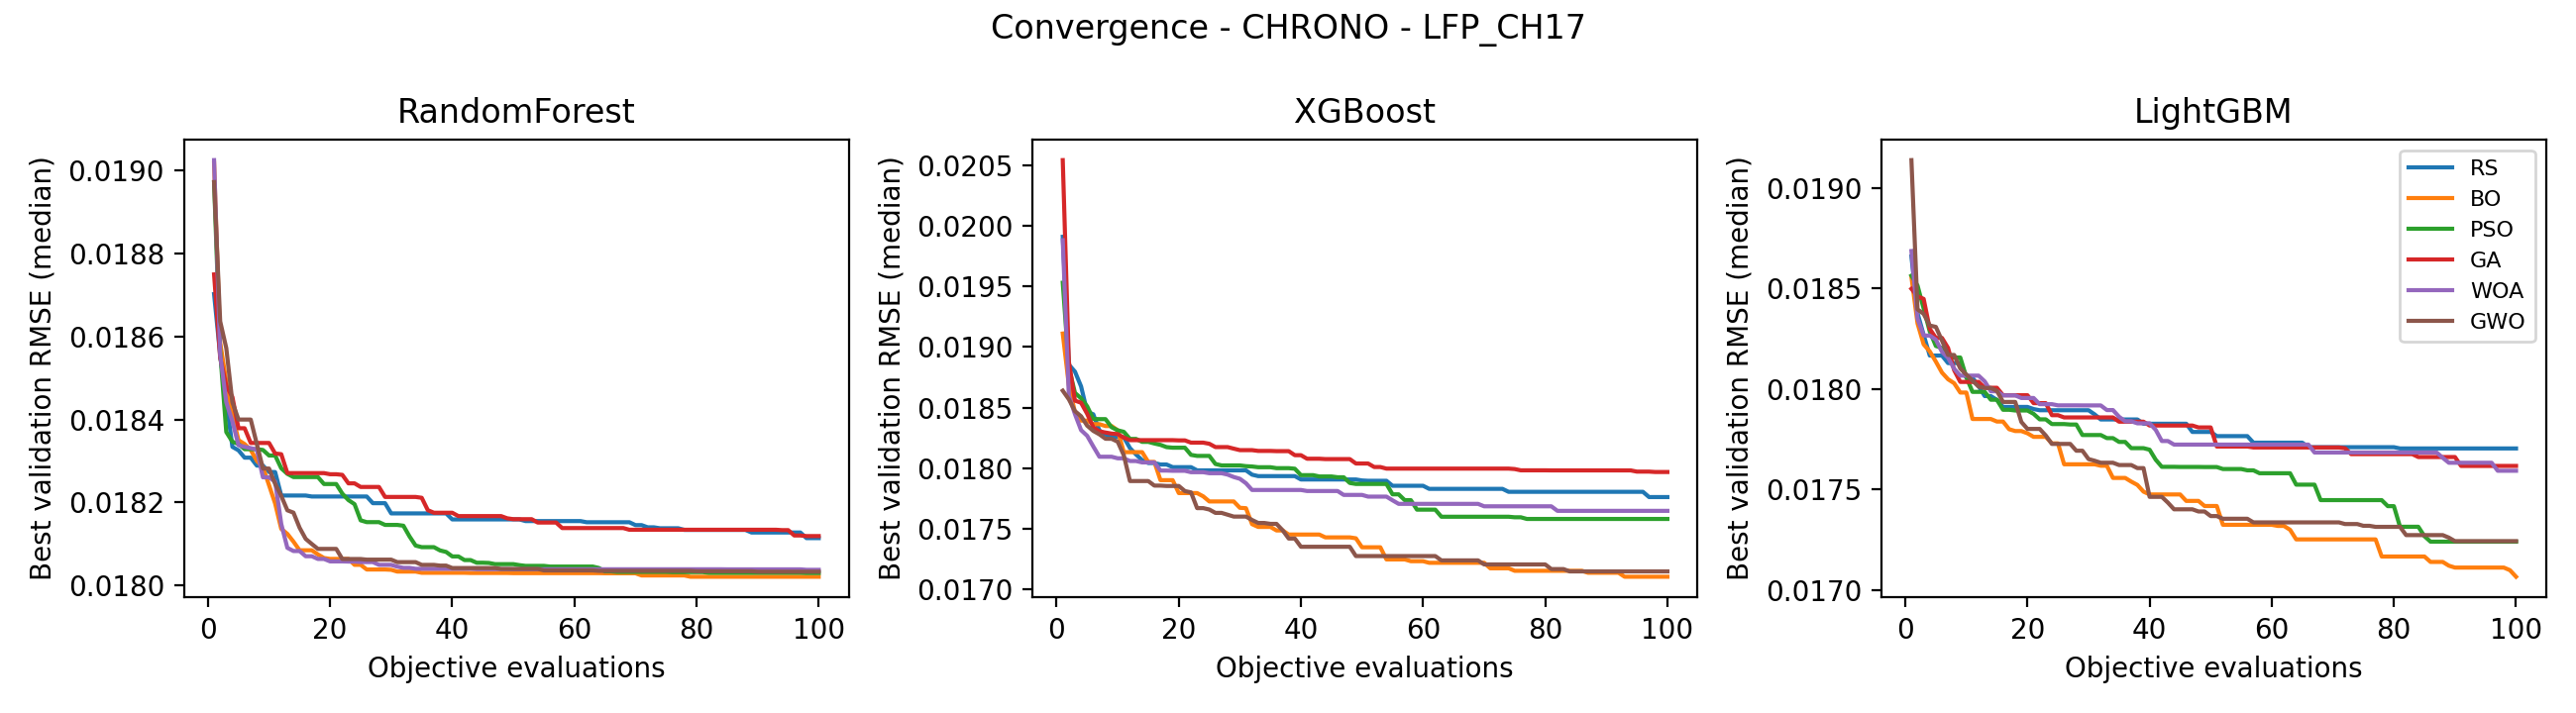 Convergence - CHRONO - LFP_CH17
RandomForest
Best validation RMSE (median)
0.0190
0.0188
0.0186
0.0184
0.0182
0.0180
0 20 40 60 80 100
Objective evaluations
XGBoost
Best validation RMSE (median)
0.0205
0.0200
0.0195
0.0190
0.0185
0.0180
0.0175
0.0170
0 20 40 60 80 100
Objective evaluations
LightGBM
Best validation RMSE (median)
0.0190
0.0185
0.0180
0.0175
0.0170
0 20 40 60 80 100
Objective evaluations
RS
BO
PSO
GA
WOA
GWO